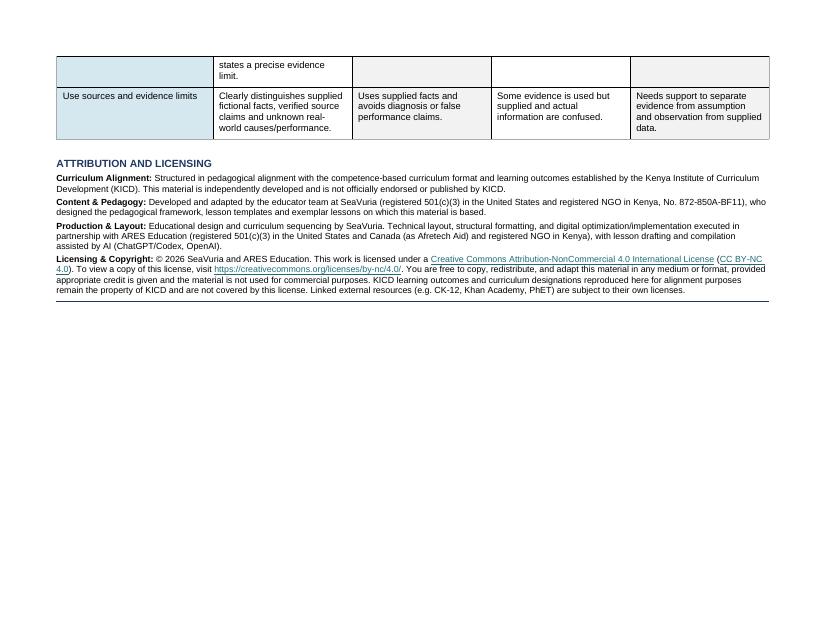 states a precise evidence
limit.
Use sources and evidence limits
Clearly distinguishes supplied
fictional facts, verified source
claims and unknown real-
world causes/performance.
Uses supplied facts and
avoids diagnosis or false
performance claims.
Some evidence is used but
supplied and actual
information are confused.
Needs support to separate
evidence from assumption
and observation from supplied
data.
ATTRIBUTION AND LICENSING
Curriculum Alignment: Structured in pedagogical alignment with the competence-based curriculum format and learning outcomes established by the Kenya Institute of Curriculum
Development (KICD). This material is independently developed and is not officially endorsed or published by KICD.
Content & Pedagogy: Developed and adapted by the educator team at SeaVuria (registered 501(c)(3) in the United States and registered NGO in Kenya, No. 872-850A-BF11), who
designed the pedagogical framework, lesson templates and exemplar lessons on which this material is based.
Production & Layout: Educational design and curriculum sequencing by SeaVuria. Technical layout, structural formatting, and digital optimization/implementation executed in
partnership with ARES Education (registered 501(c)(3) in the United States and Canada (as Afretech Aid) and registered NGO in Kenya), with lesson drafting and compilation
assisted by AI (ChatGPT/Codex, OpenAI).
Licensing & Copyright: © 2026 SeaVuria and ARES Education. This work is licensed under a Creative Commons Attribution-NonCommercial 4.0 International License (CC BY-NC
4.0). To view a copy of this license, visit https://creativecommons.org/licenses/by-nc/4.0/. You are free to copy, redistribute, and adapt this material in any medium or format, provided
appropriate credit is given and the material is not used for commercial purposes. KICD learning outcomes and curriculum designations reproduced here for alignment purposes
remain the property of KICD and are not covered by this license. Linked external resources (e.g. CK-12, Khan Academy, PhET) are subject to their own licenses.